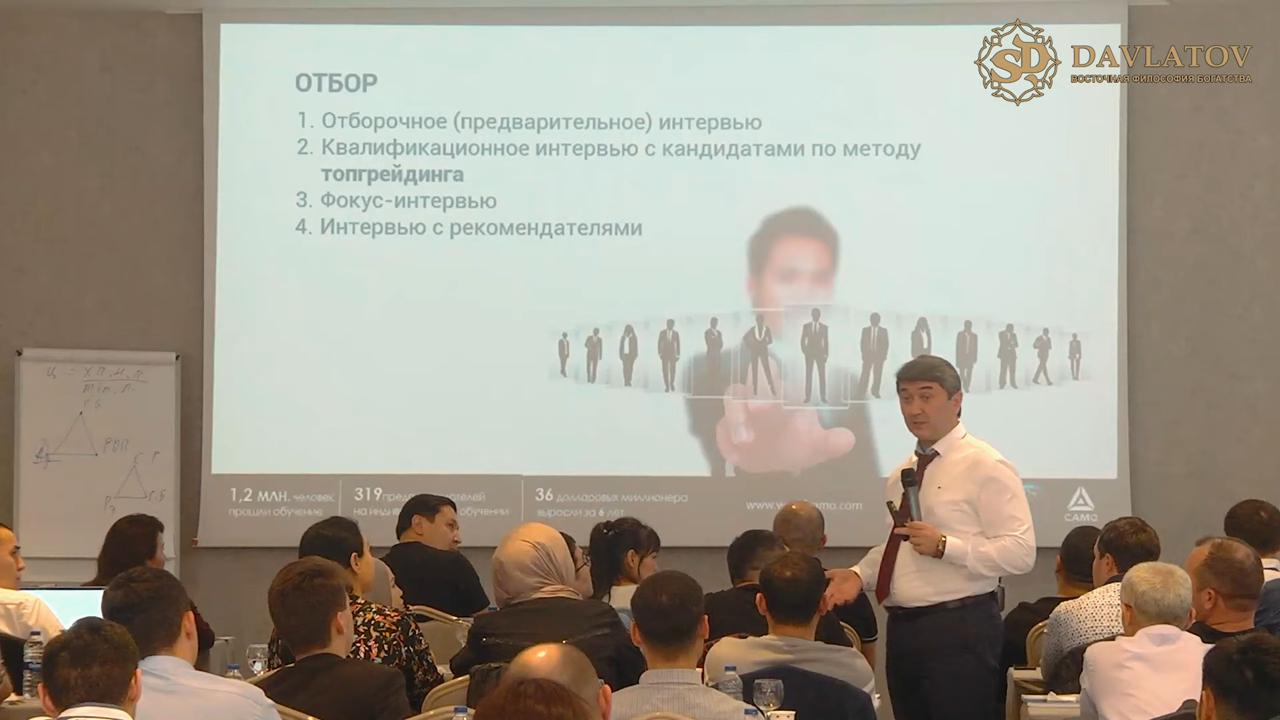 DAVLATOV
ВОСТОЧНАЯ ФИЛОСОФИЯ БОГАТСТВА
ОТБОР
1. Отборочное (предварительное) интервью
2. Квалификационное интервью с кандидатами по методу
топгрейдинга
3. Фокус-интервью
4. Интервью с рекомендателями
1,2 МЛН. человек
прошли обучение
319
обучении
36 долларовых миллионера
выросли за 6 лет
САМО